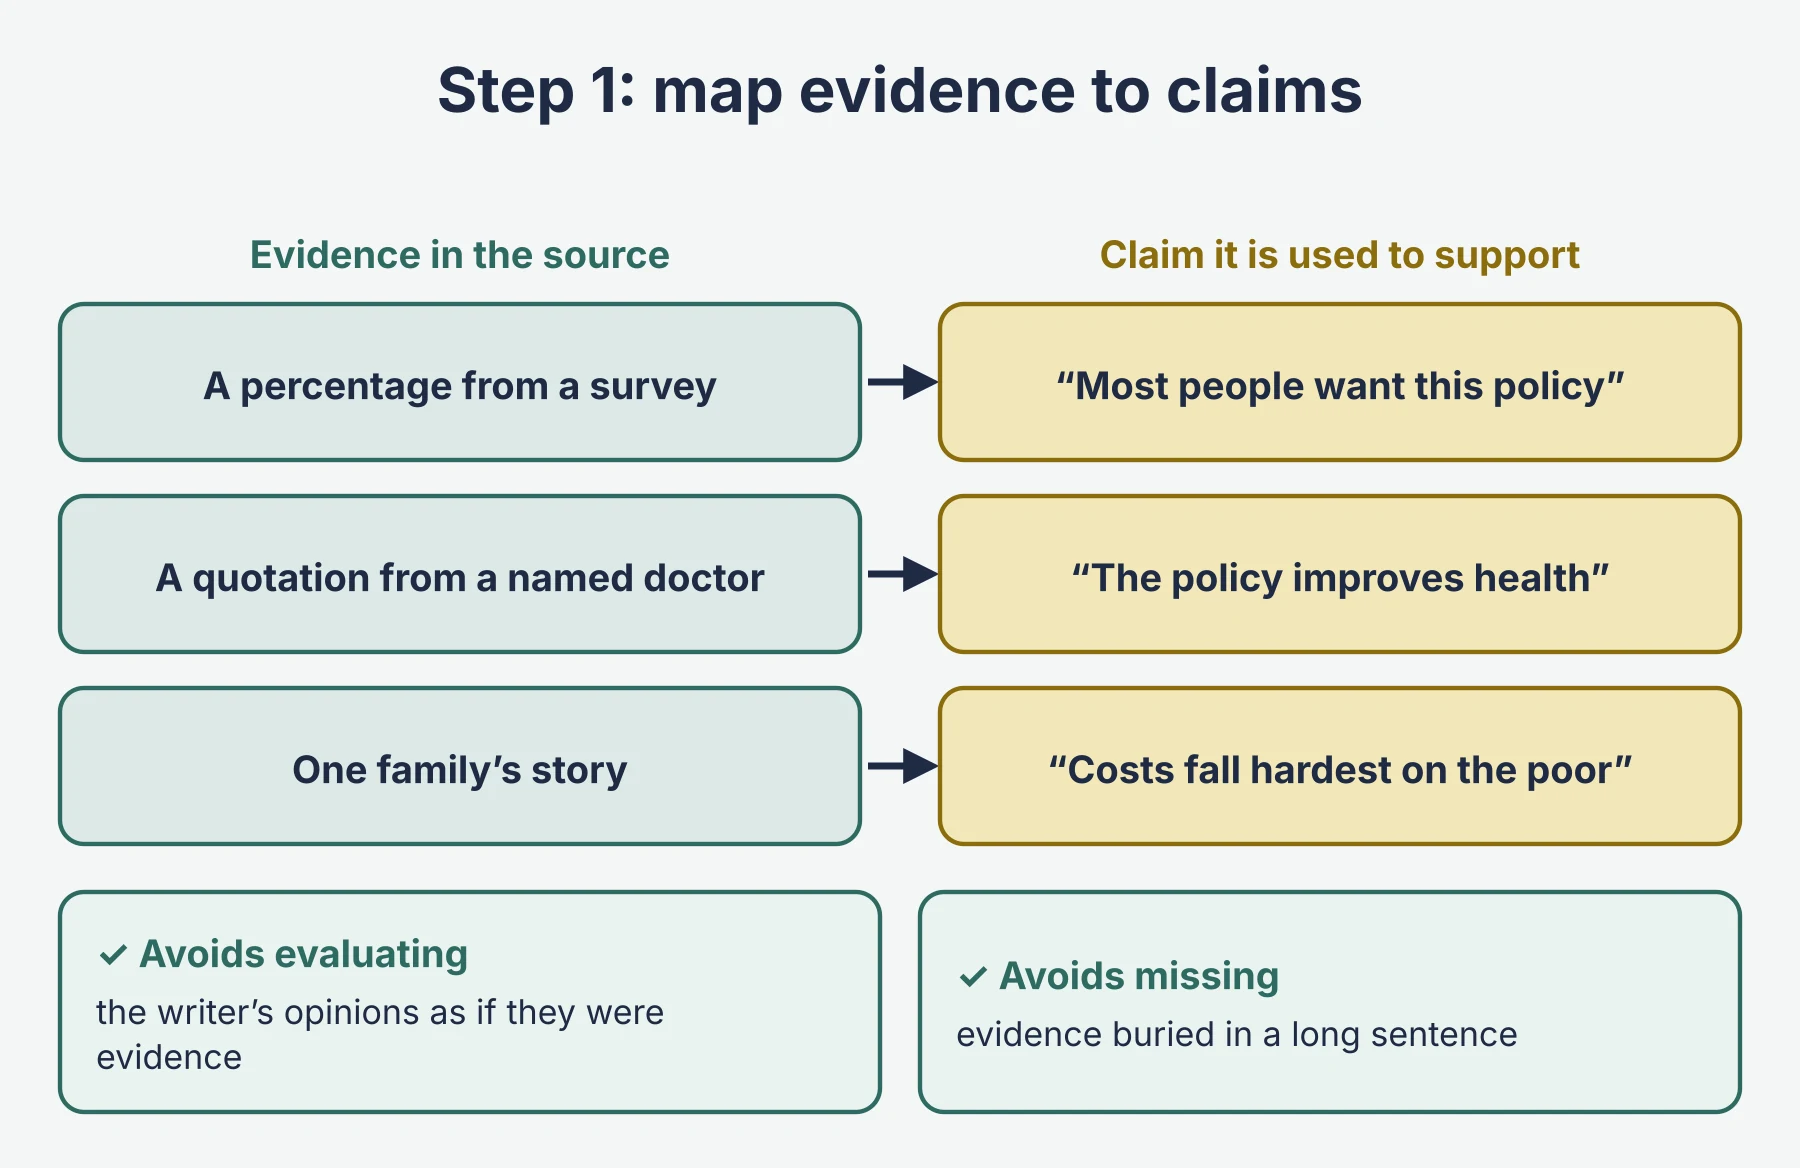 Step 1: map evidence to claims
Evidence in the source
Claim it is used to support
A percentage from a survey
“Most people want this policy”
A quotation from a named doctor
“The policy improves health”
One family’s story
“Costs fall hardest on the poor”
✓ Avoids evaluating
the writer’s opinions as if they were
evidence
✓ Avoids missing
evidence buried in a long sentence